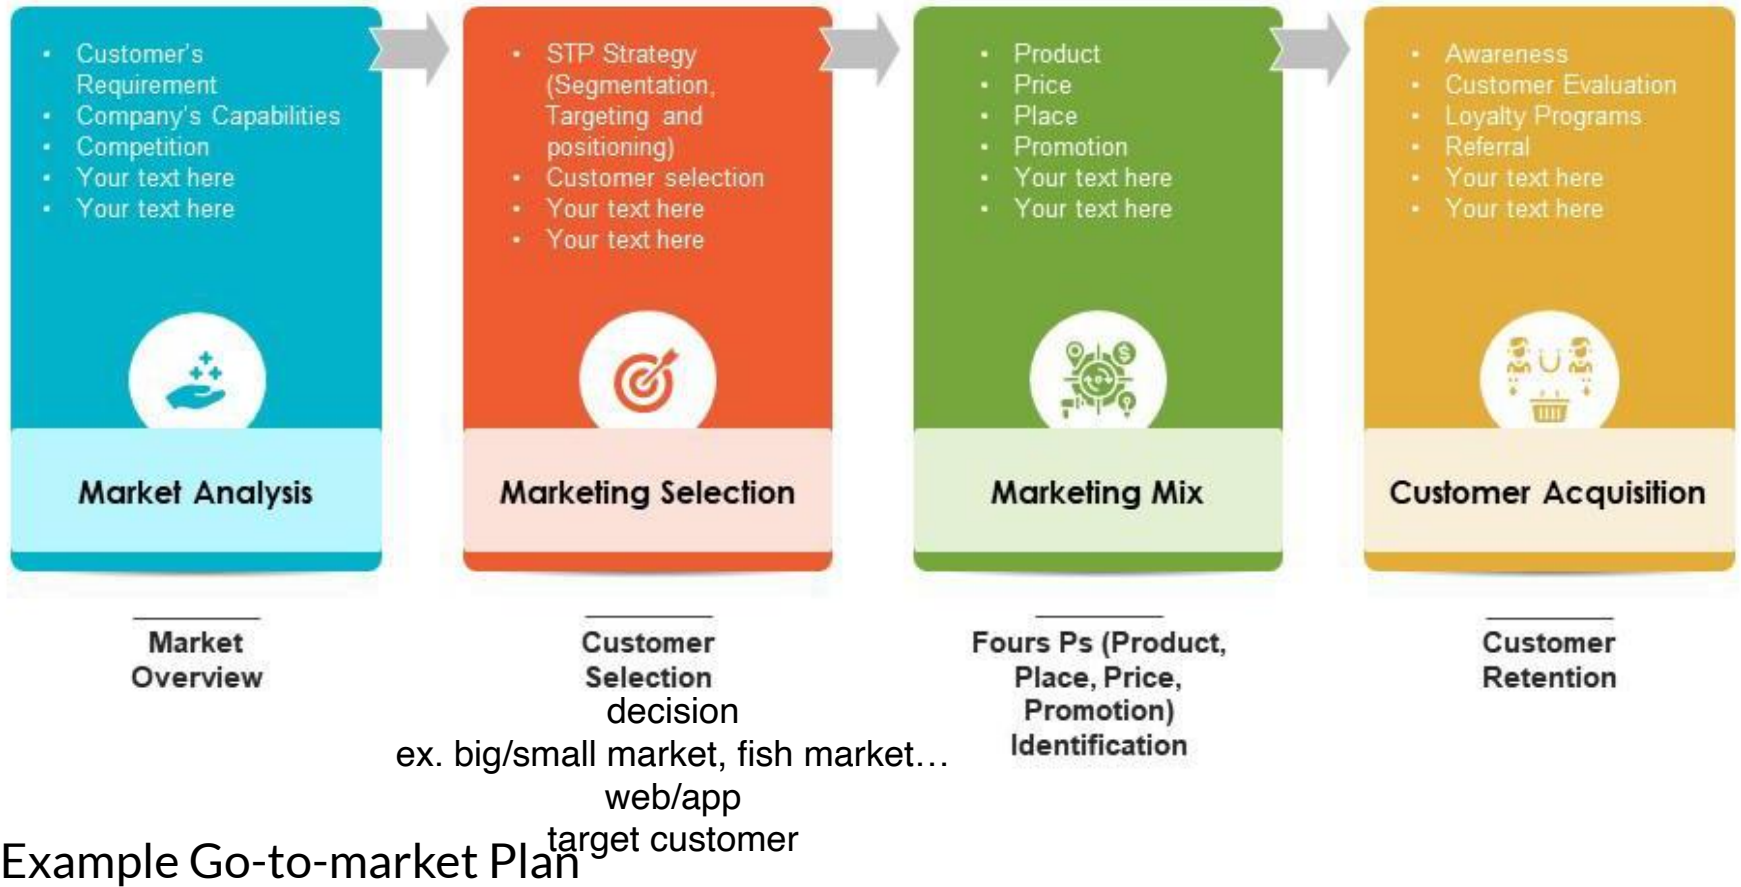 Customer's
Requirement
Company's Capabilities
Competition
Your text here
Your text here
Market Analysis
Market
Overview
STP Strategy
(Segmentation,
Targeting and
positioning)
Customer selection
Your text here
Your text here
Marketing Selection
Customer
Selection
decision
ex. big/small market, fish market…
web/app
target customer
Product
Price
Place
Promotion
Your text here
Your text here
Marketing Mix
Fours Ps (Product,
Place, Price,
Promotion)
Identification
Awareness
Customer Evaluation
Loyalty Programs
Referral
Your text here
Your text here
Customer Acquisition
Customer
Retention
Example Go-to-market Plan